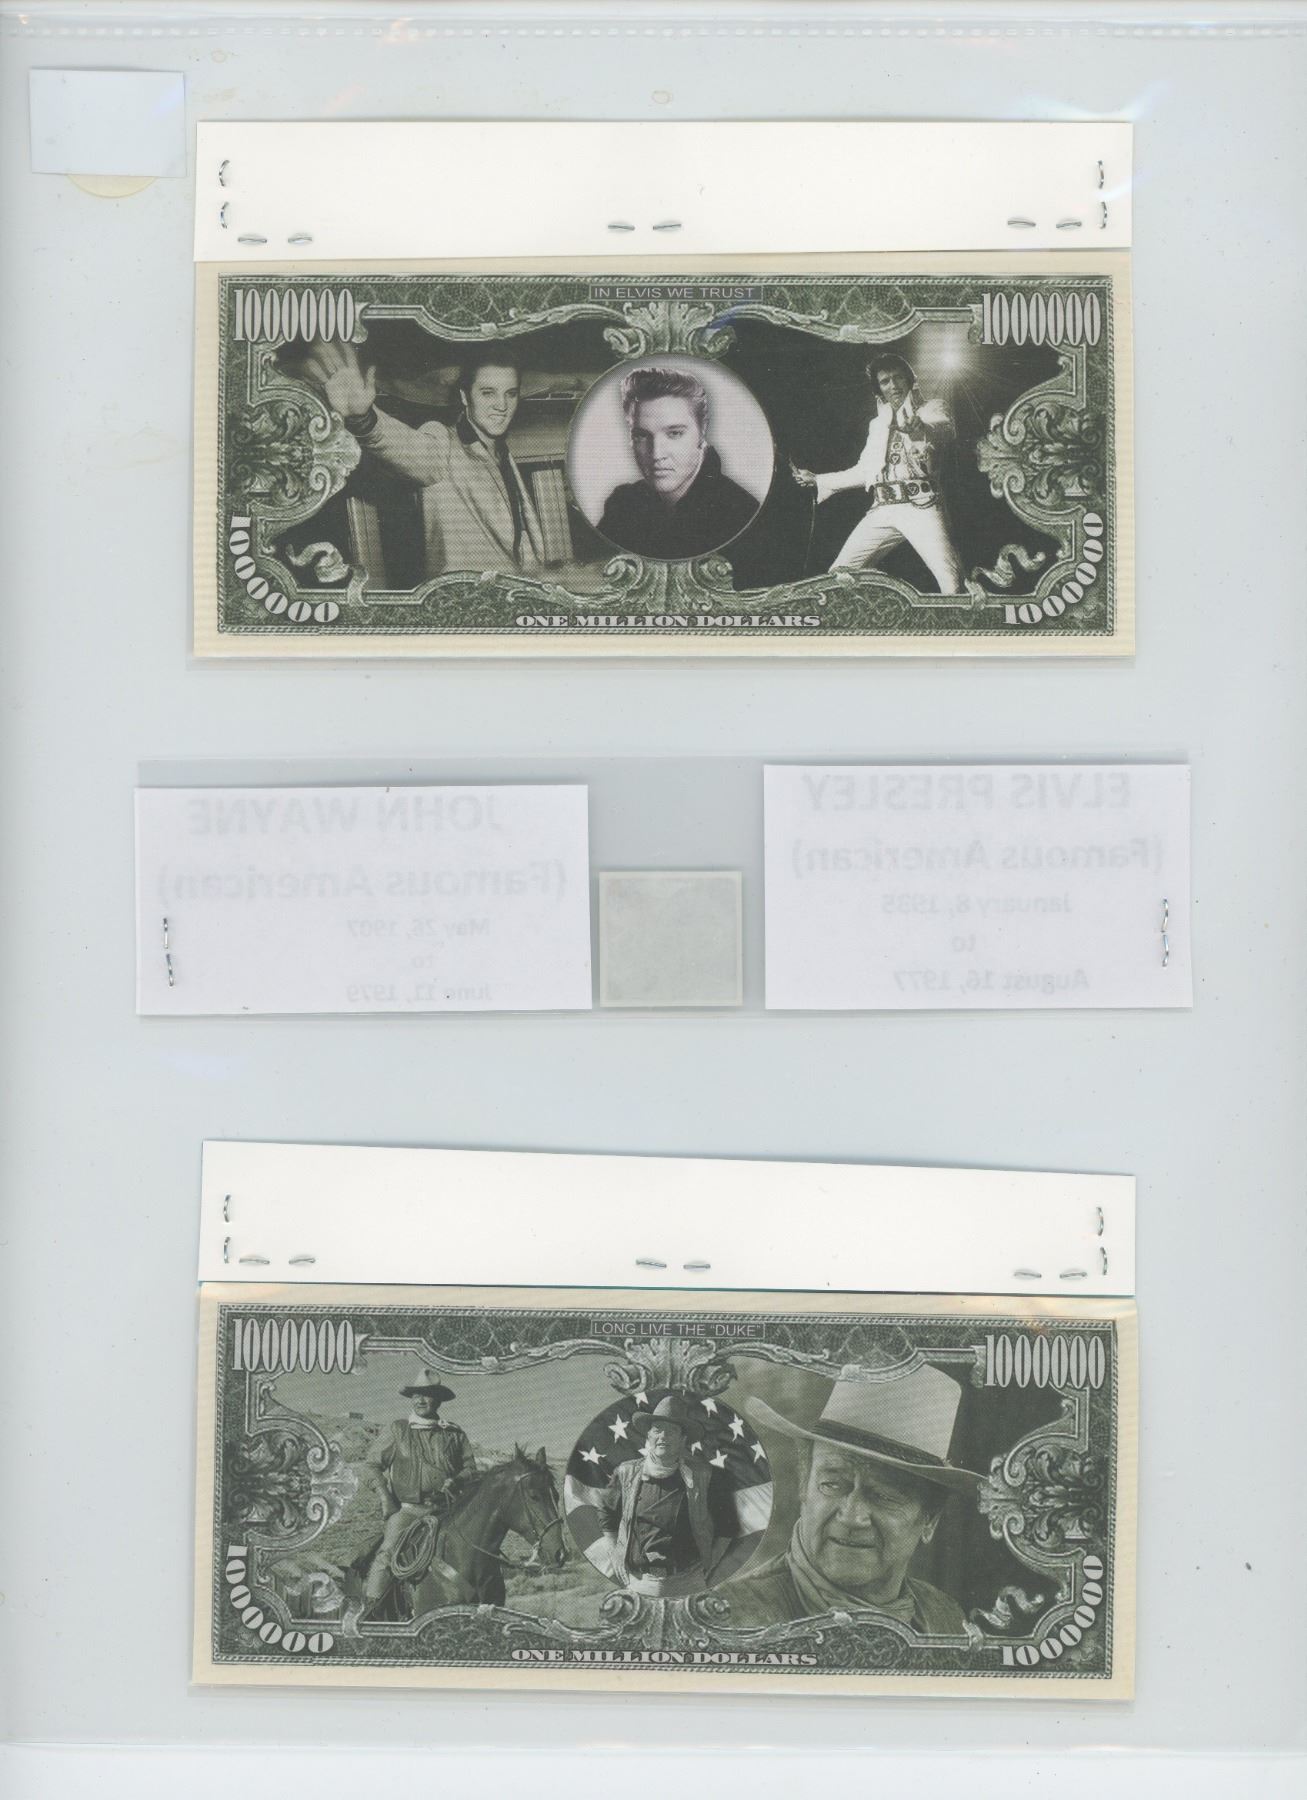 IN ELVIS WE TRUST
1000000
1000000
1000000
1000000
ONE MILLION DOLLARS
JOHN WAYNE
(Famous American)
May 26, 1907
to
June 11, 1979
ELVIS PRESLEY
(Famous American)
January 8, 1935
to
August 16, 1977
LONG LIVE THE "DUKE"
1000000
1000000
1000000
1000000
ONE MILLION DOLLARS